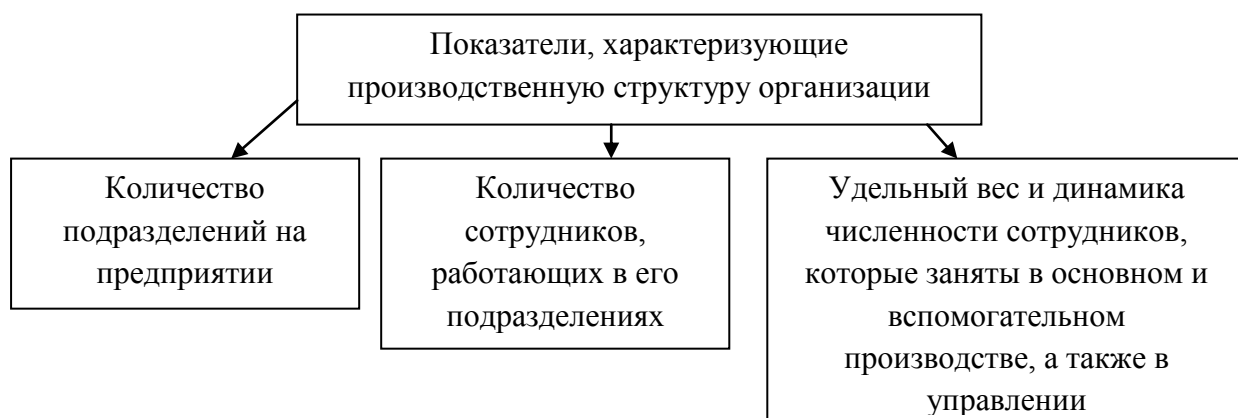 Показатели, характеризующие
производственную структуру организации
Количество
подразделений на
предприятии
Количество
сотрудников,
работающих в его
подразделениях
Удельный вес и динамика
численности сотрудников,
которые заняты в основном и
вспомогательном
производстве, а также в
управлении